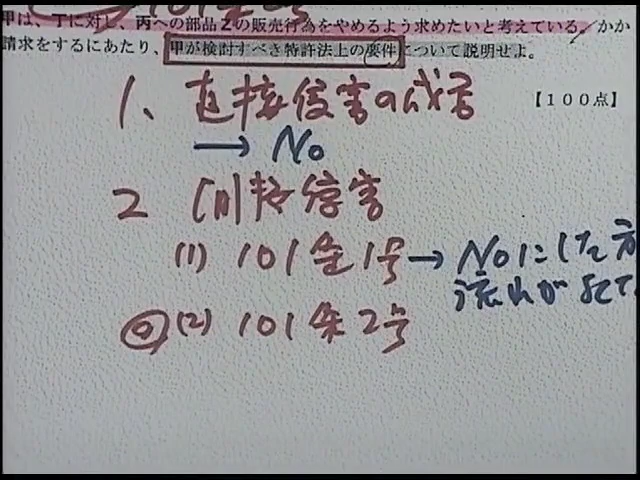 甲は、丁に対し、丙への部品Zの販売行為をやめるよう求めたいと考えている。かか
請求をするにあたり、甲が検討すべき特許法上の要件について説明せよ。
【100点】
1、直接侵害の成否
→ No
2 間接侵害
(1) 101条1号 → Noにした方
流れが
(2) 101条2号